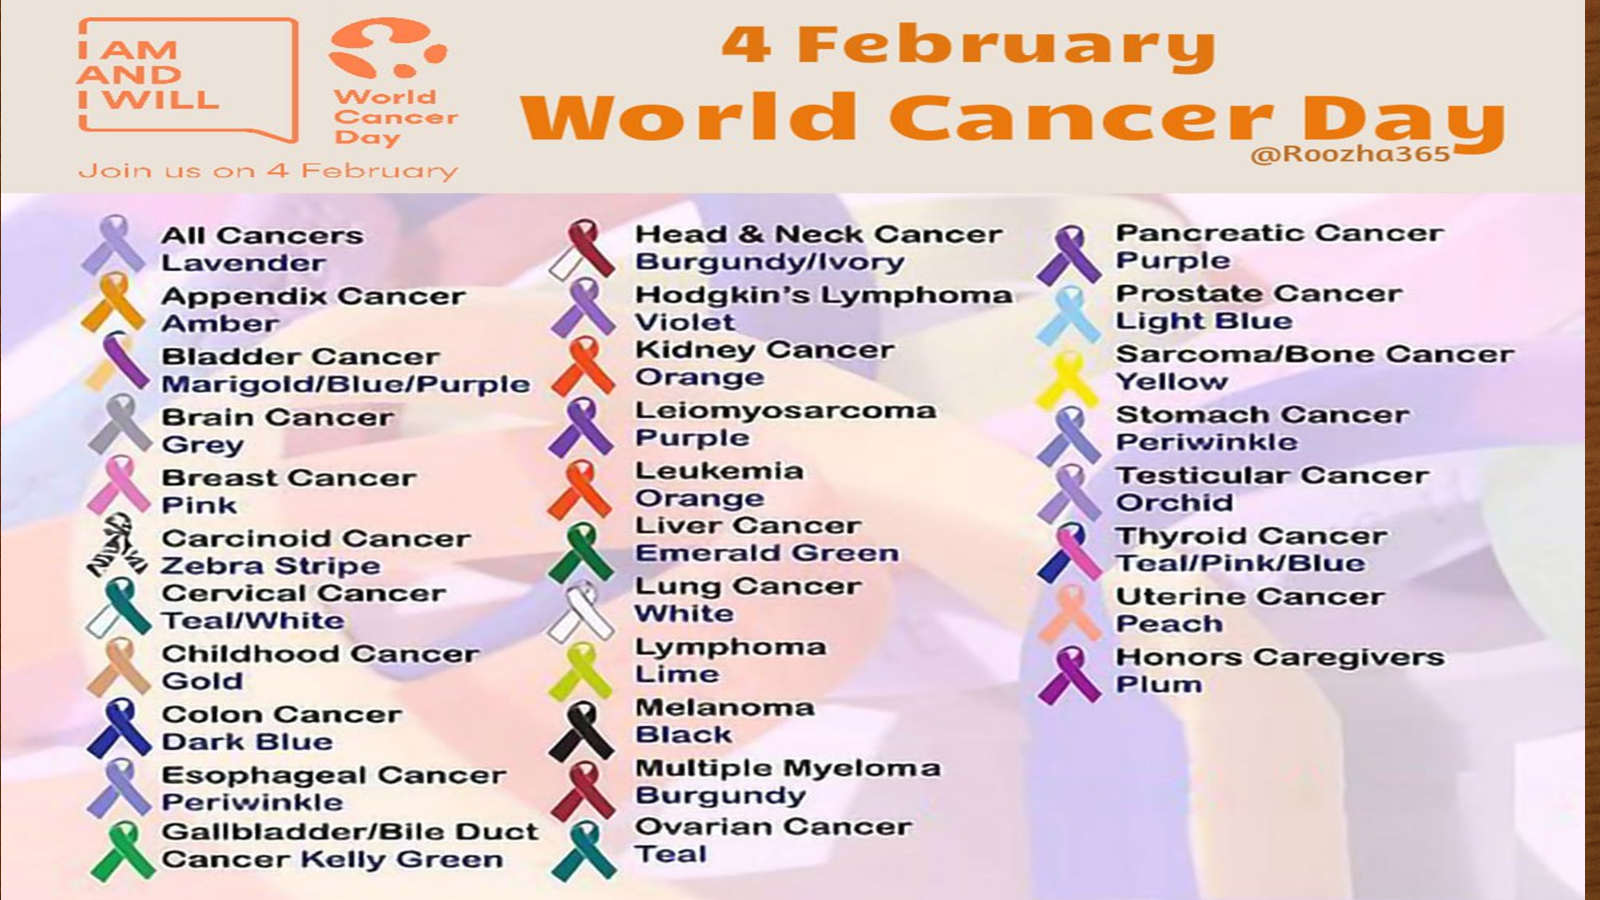 I AM
AND
I WILL
World
Cancer
Day
Join us on 4 February
4 February
World Cancer Day
@Roozha365
All Cancers
Lavender
Appendix Cancer
Amber
Bladder Cancer
Marigold/Blue/Purple
Brain Cancer
Grey
Breast Cancer
Pink
Carcinoid Cancer
Zebra Stripe
Cervical Cancer
Teal/White
Childhood Cancer
Gold
Colon Cancer
Dark Blue
Esophageal Cancer
Periwinkle
Gallbladder/Bile Duct
Cancer Kelly Green
Head & Neck Cancer
Burgundy/Ivory
Hodgkin's Lymphoma
Violet
Kidney Cancer
Orange
Leiomyosarcoma
Purple
Leukemia
Orange
Liver Cancer
Emerald Green
Lung Cancer
White
Lymphoma
Lime
Melanoma
Black
Multiple Myeloma
Burgundy
Ovarian Cancer
Teal
Pancreatic Cancer
Purple
Prostate Cancer
Light Blue
Sarcoma/Bone Cancer
Yellow
Stomach Cancer
Periwinkle
Testicular Cancer
Orchid
Thyroid Cancer
Teal/Pink/Blue
Uterine Cancer
Peach
Honors Caregivers
Plum